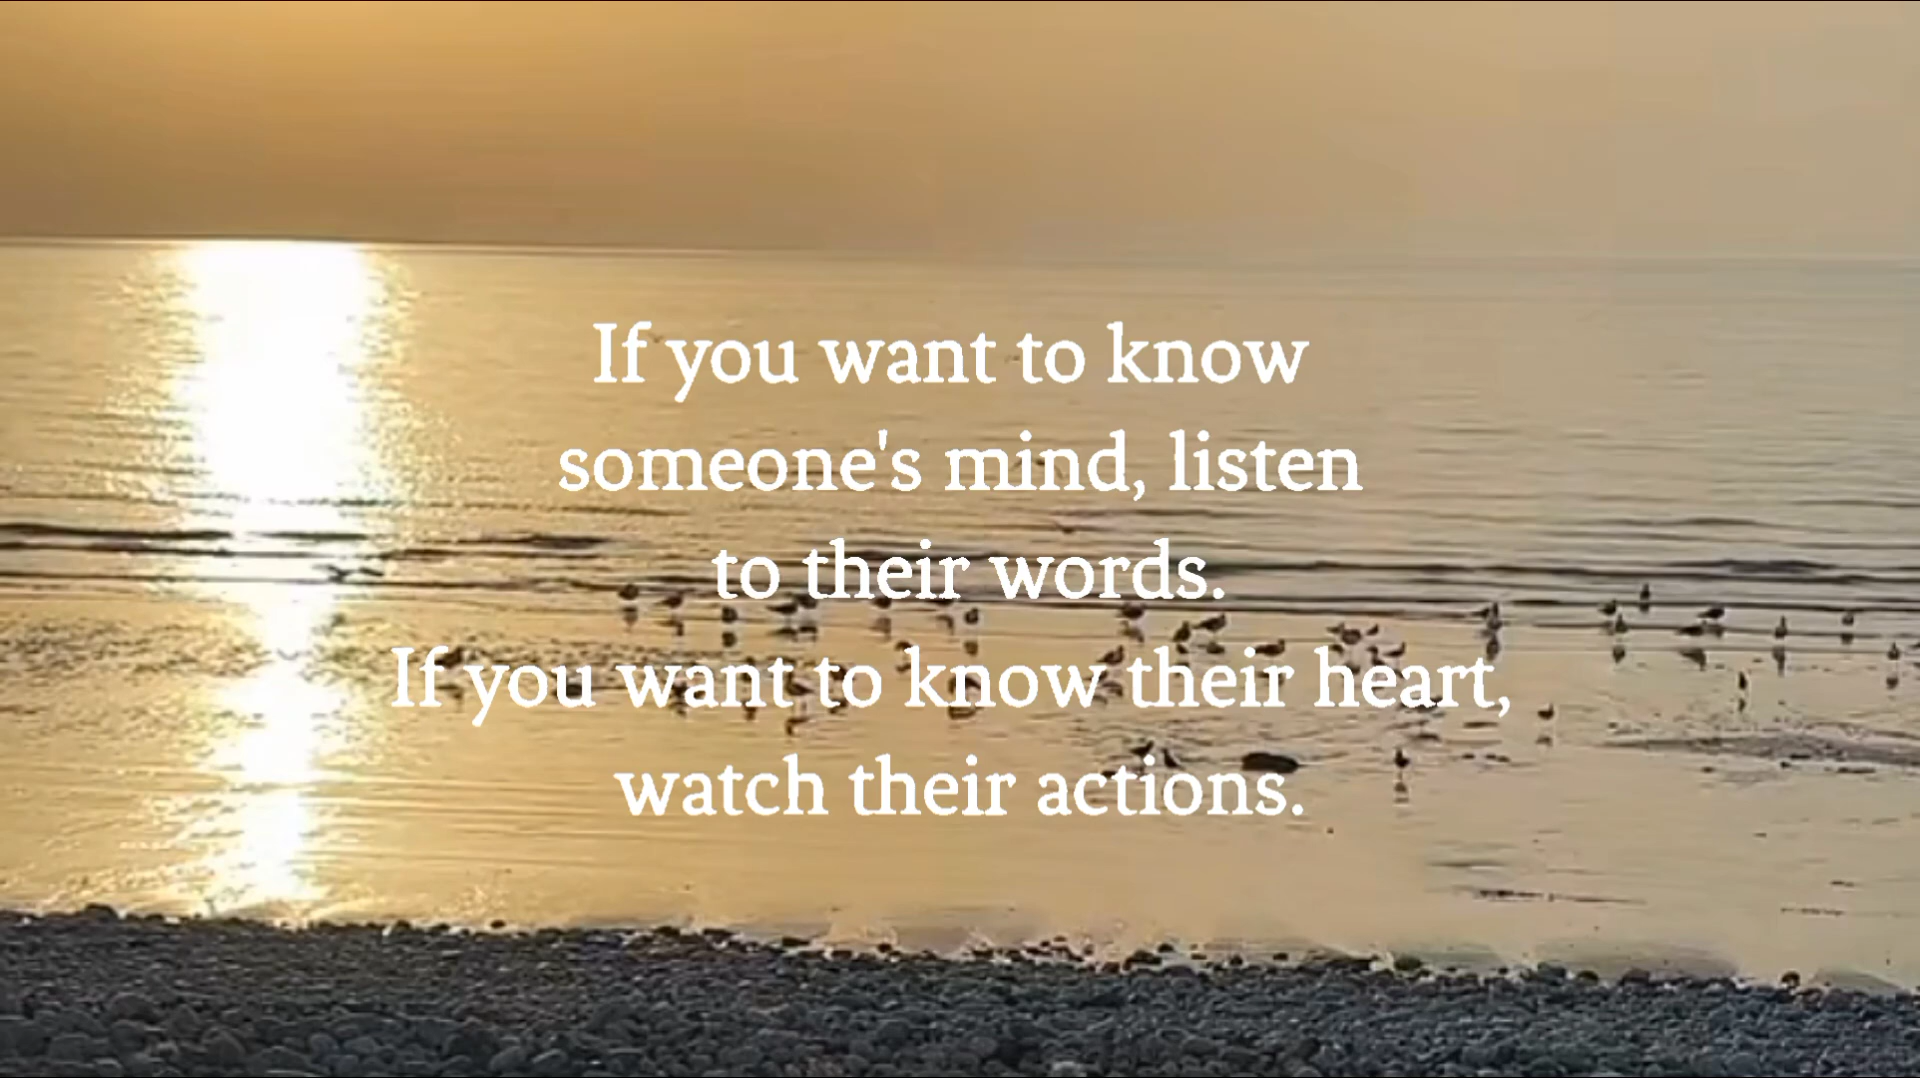 If you want to know
someone's mind, listen
to their words.
If you want to know their heart,
watch their actions.